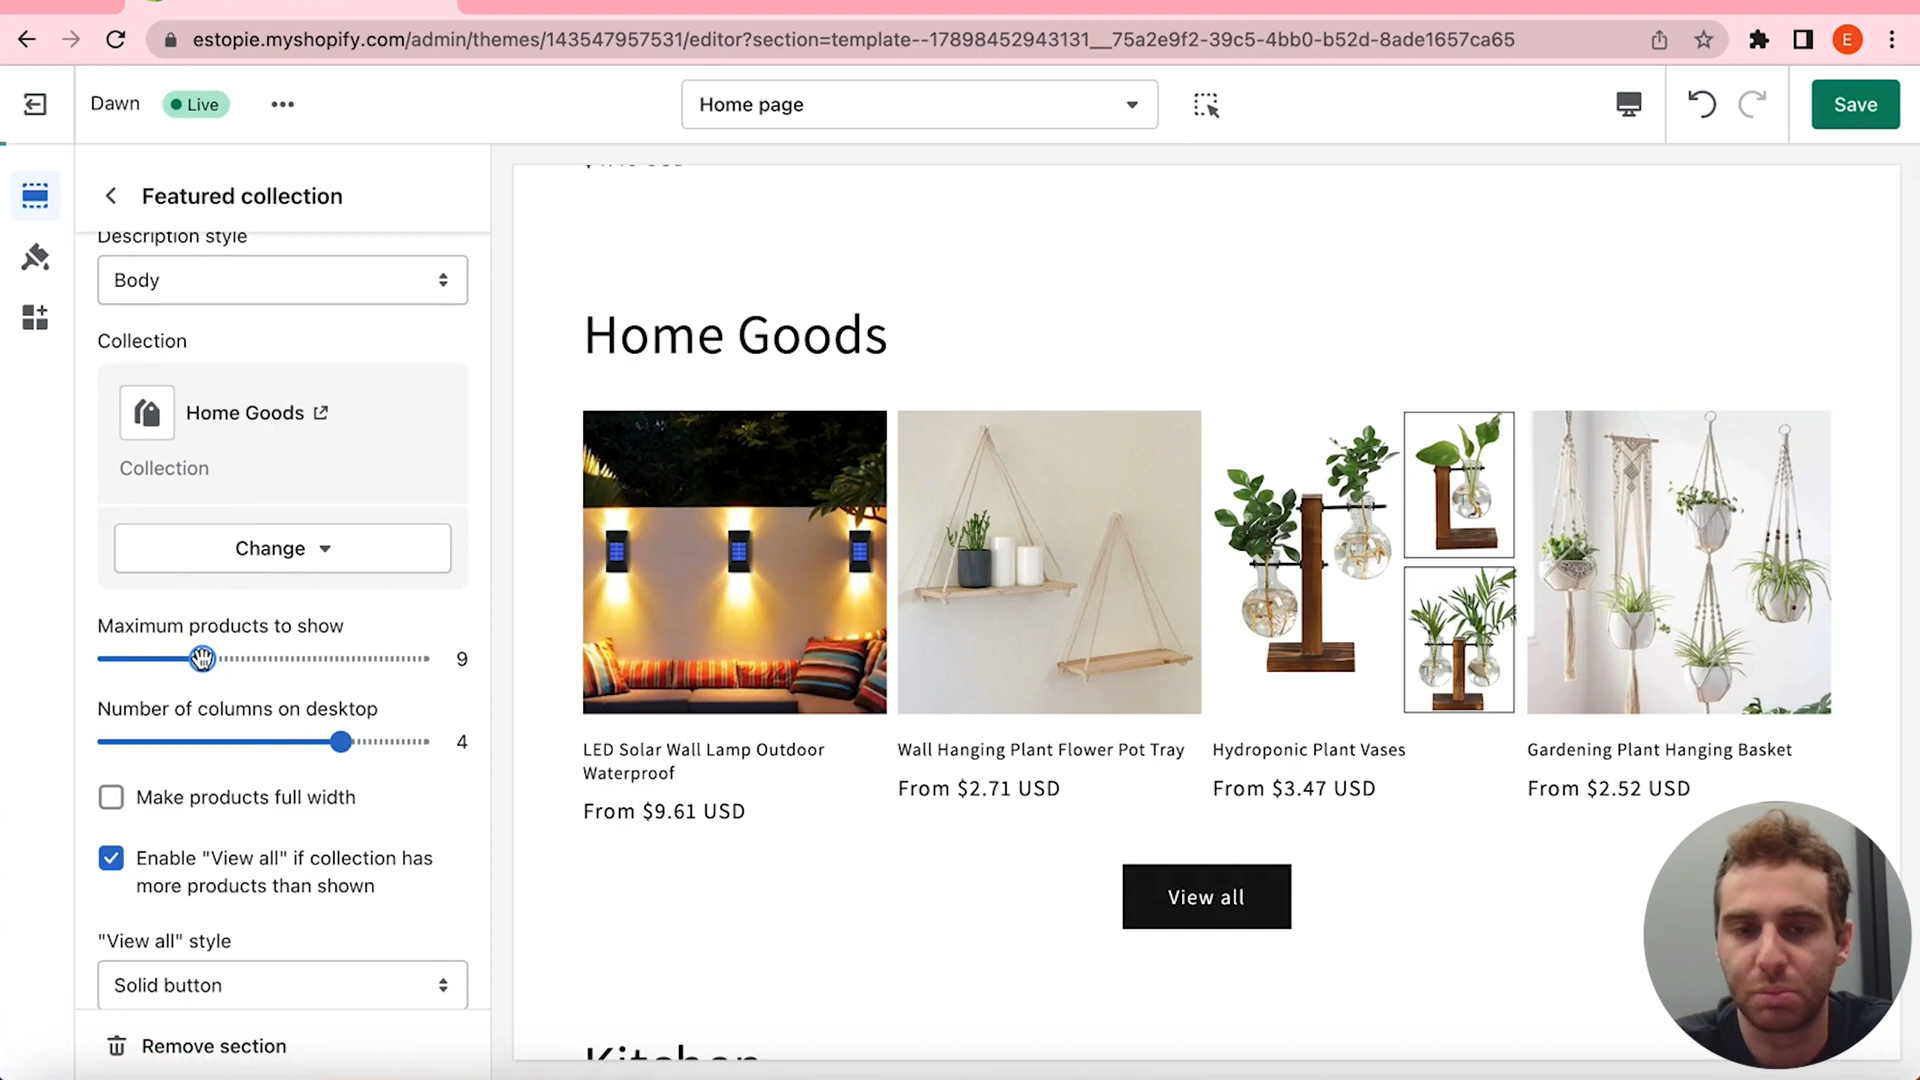 estopie.myshopify.com/admin/themes/143547957531/editor?section=template--17898452943131__75a2e9f2-39c5-4bb0-b52d-8ade1657ca65
E
Dawn
Live
Home page
Save
Featured collection
Description style
Body
Collection
Home Goods
Collection
Change
Maximum products to show
9
Number of columns on desktop
4
Make products full width
Enable "View all" if collection has
more products than shown
"View all" style
Solid button
Remove section
Home Goods
LED Solar Wall Lamp Outdoor
Waterproof
From $9.61 USD
Wall Hanging Plant Flower Pot Tray
From $2.71 USD
Hydroponic Plant Vases
From $3.47 USD
Gardening Plant Hanging Basket
From $2.52 USD
View all
Kitchen